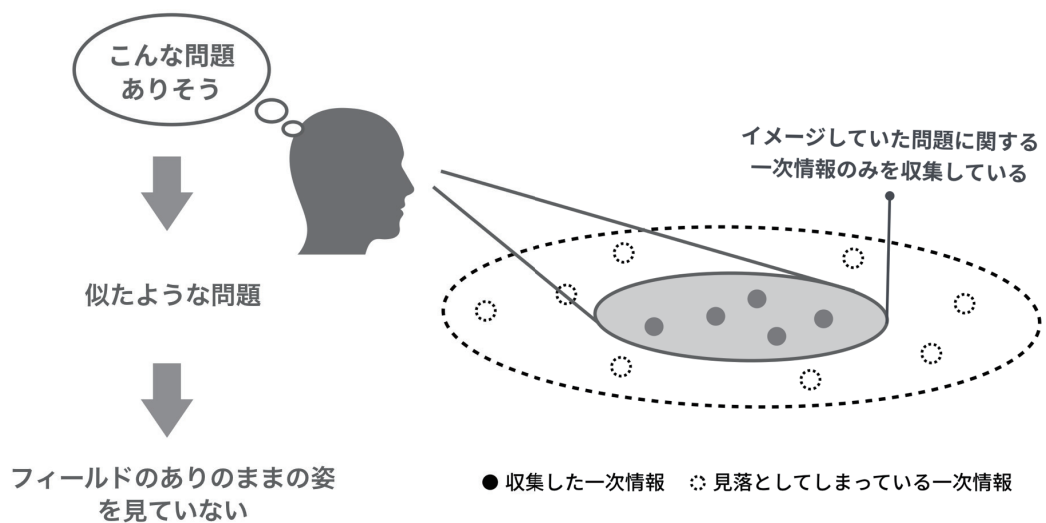 こんな問題
ありそう
似たような問題
フィールドのありのままの姿
を見ていない
イメージしていた問題に関する
一次情報のみを収集している
収集した一次情報
見落としてしまっている一次情報